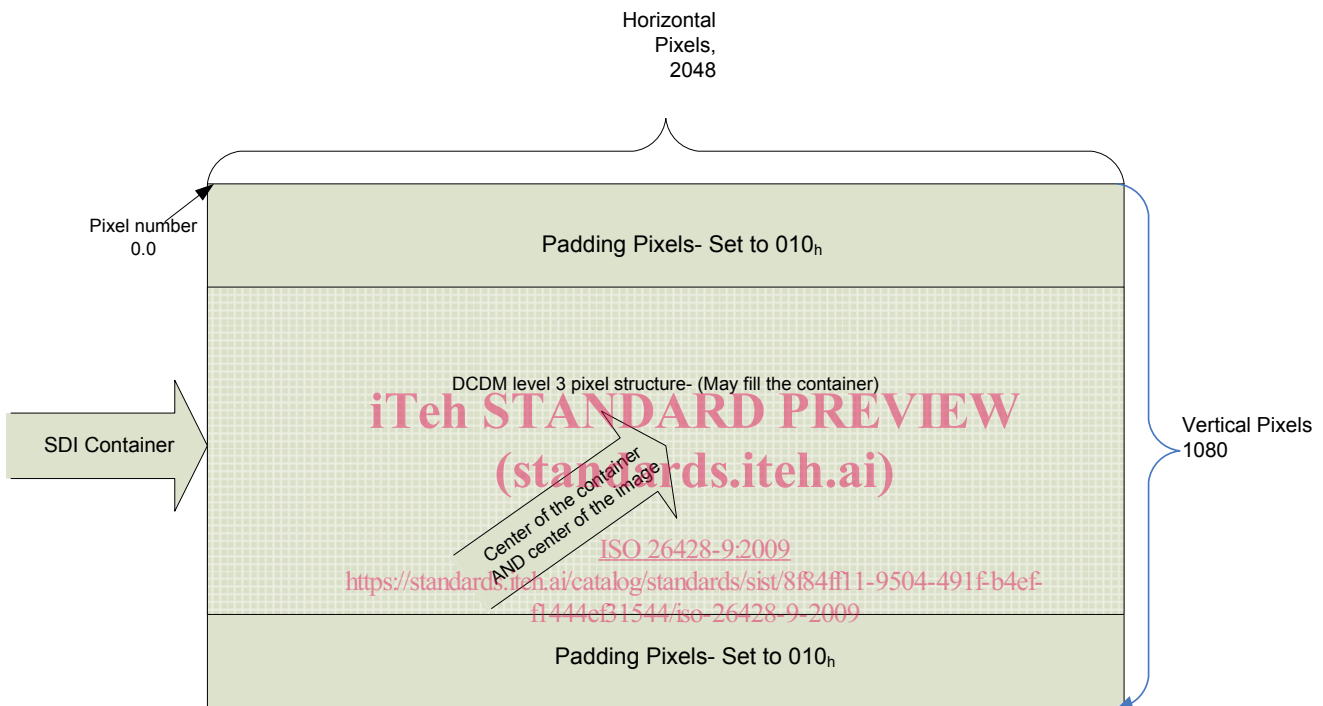 Horizontal
Pixels,
2048
Pixel number
0.0
Padding Pixels- Set to 010h
DCDM level 3 pixel structure- (May fill the container)
iTeh STANDARD PREVIEW
(standards.iteh.ai)
SDI Container
Vertical Pixels
1080
Center of the container
AND center of the image
ISO 26428-9:2009
https://standards.iteh.ai/catalog/standards/sist/8f84ff11-9504-491f-b4ef-
f1444ef31544/iso-26428-9-2009
Padding Pixels- Set to 010h